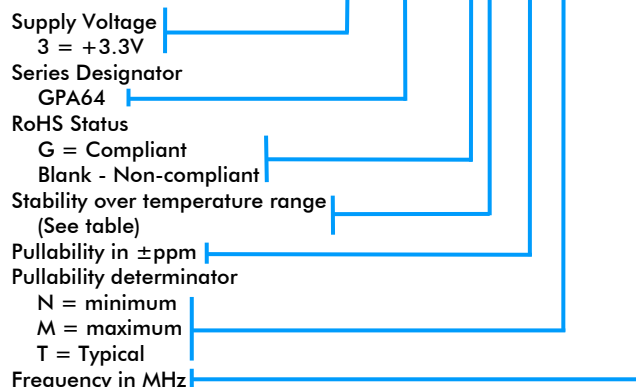 Supply Voltage
3 = +3.3V
Series Designator
GPA64
RoHS Status
G = Compliant
Blank - Non-compliant
Stability over temperature range
(See table)
Pullability in ±ppm
Pullability determinator
N = minimum
M = maximum
T = Typical
Frequency in MHz